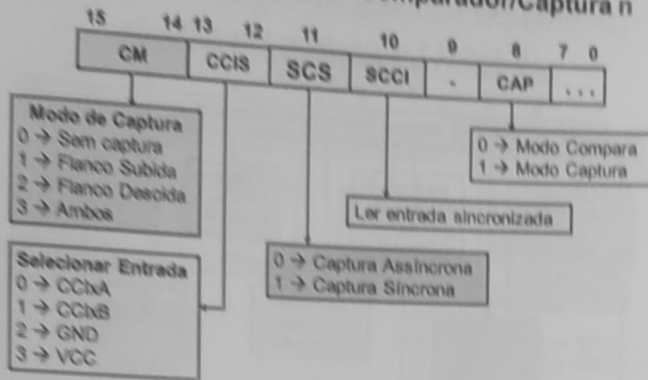 Comparador/Captura n
15 14 13 12 11 10 9 8 7 0
CM CCIS SCS SCCI - CAP ...
Modo de Captura
0 → Sem captura
1 → Flanco Subida
2 → Flanco Descida
3 → Ambos
0 → Modo Compara
1 → Modo Captura
Ler entrada sincronizada
0 → Captura Assíncrona
1 → Captura Síncrona
Selecionar Entrada
0 → CCIxA
1 → CCIxB
2 → GND
3 → VCC